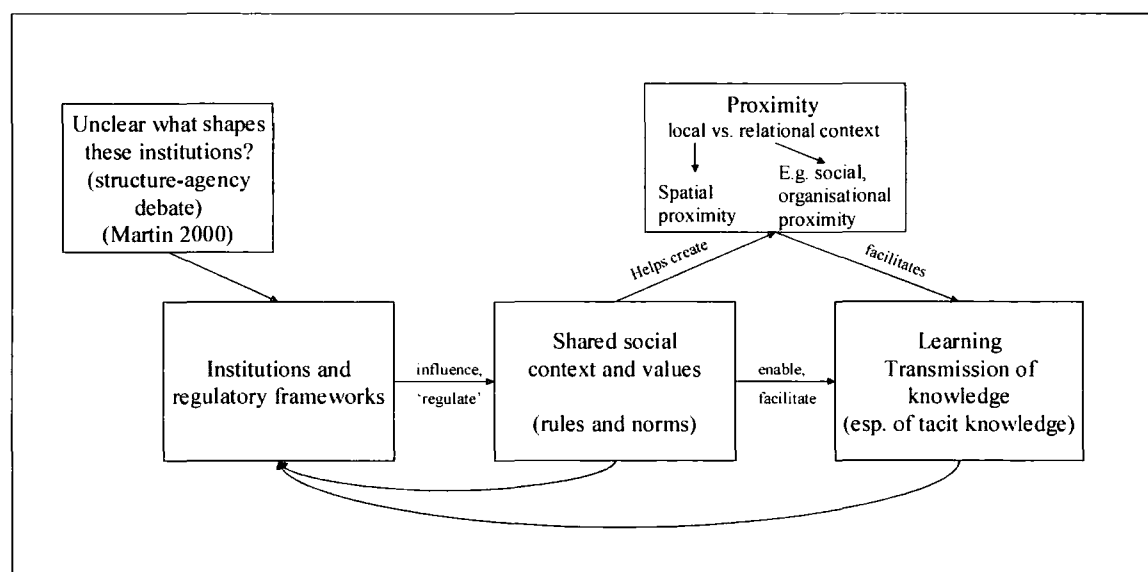 Unclear what shapes
these institutions?
(structure-agency
debate)
(Martin 2000)
Proximity
local vs. relational context
Spatial
proximity
E.g. social,
organisational
proximity
Helps create
facilitates
Institutions and
regulatory frameworks
influence,
'regulate'
Shared social
context and values
(rules and norms)
enable,
facilitate
Learning
Transmission of
knowledge
(esp. of tacit knowledge)